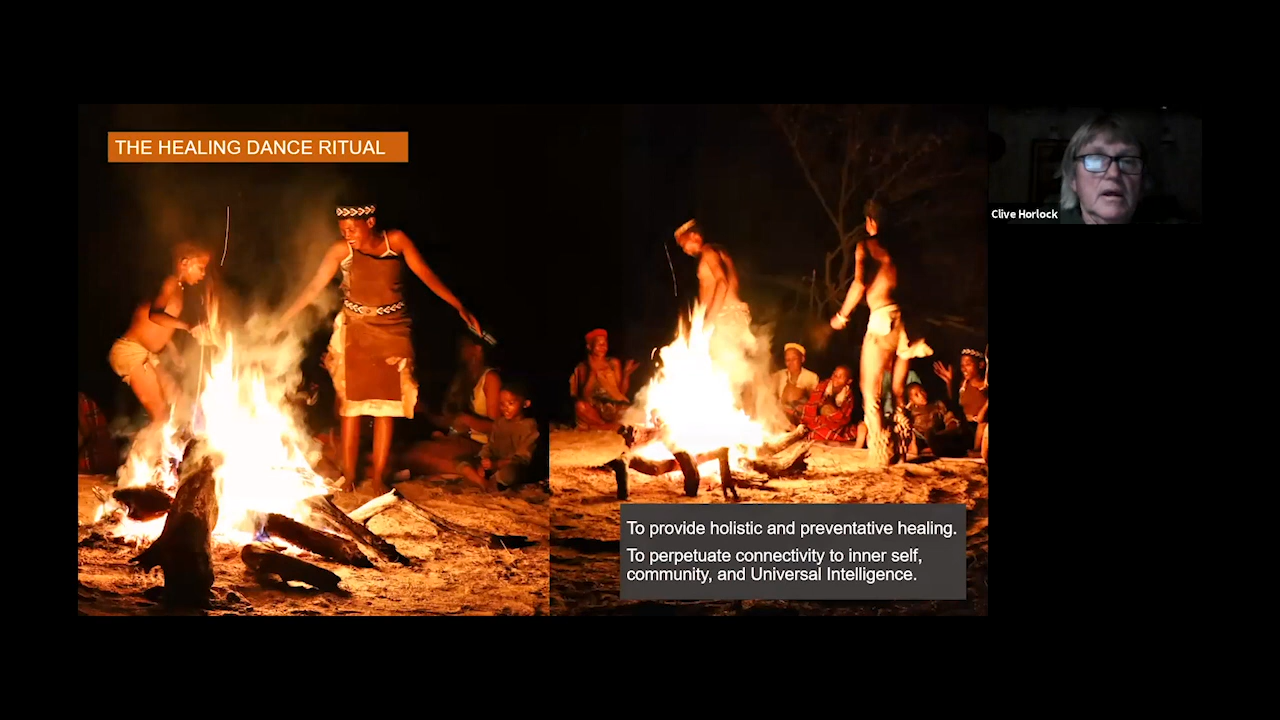 THE HEALING DANCE RITUAL
Clive Horlock
To provide holistic and preventative healing.
To perpetuate connectivity to inner self,
community, and Universal Intelligence.